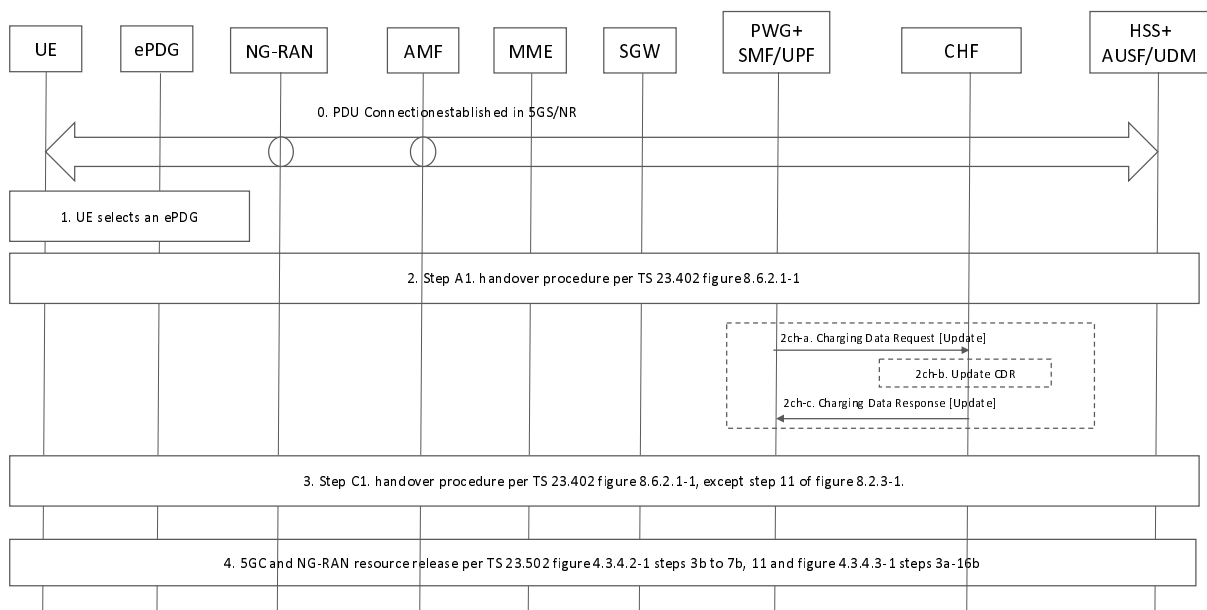 UE
ePDG
NG-RAN
AMF
MME
SGW
PWG+
SMF/UPF
CHF
HSS+
AUSF/UDM
0. PDU Connectionestablished in 5GS/NR
1. UE selects an ePDG
2. Step A1. handover procedure per TS 23.402 figure 8.6.2.1-1
2ch-a. Charging Data Request [Update]
2ch-b. Update CDR
2ch-c. Charging Data Response [Update]
3. Step C1. handover procedure per TS 23.402 figure 8.6.2.1-1, except step 11 of figure 8.2.3-1.
4. 5GC and NG-RAN resource release per TS 23.502 figure 4.3.4.2-1 steps 3b to 7b, 11 and figure 4.3.4.3-1 steps 3a-16b